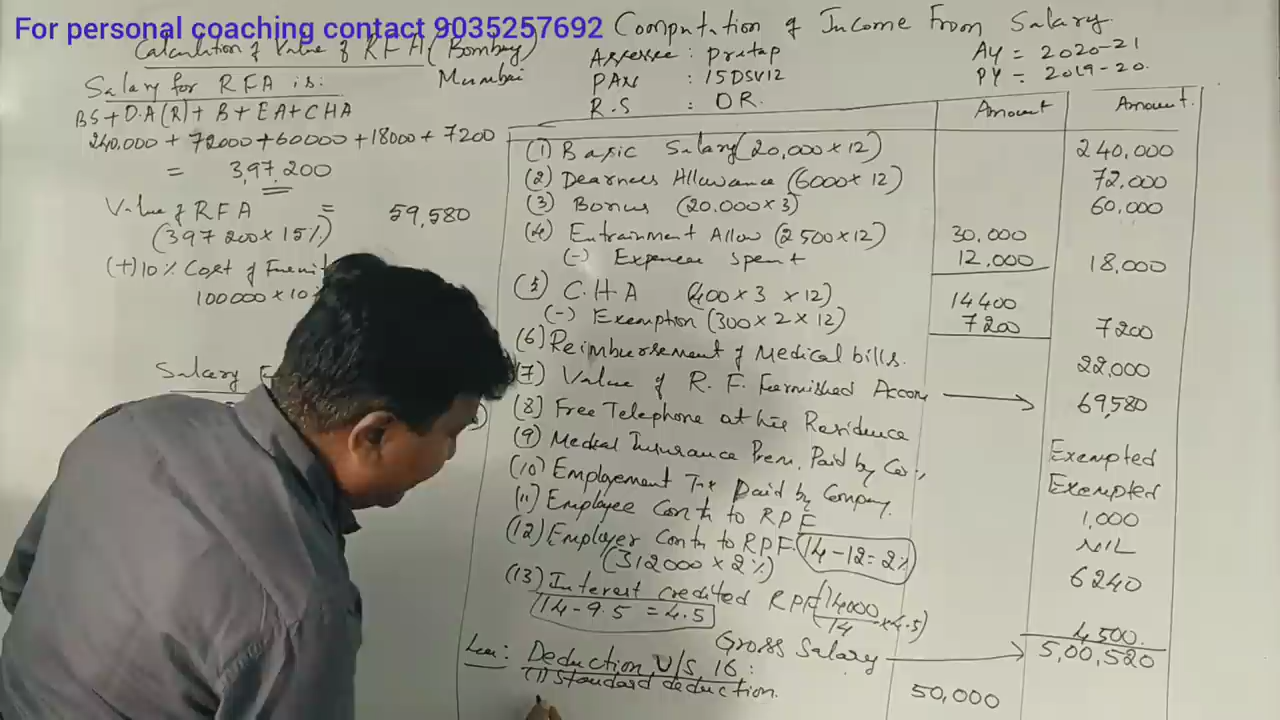 For personal coaching contact 9035257692
Computation of Income From Salary
Assessee : Pratap
PAN : 15DSV12
R.S : OR.
AY = 2020-21
PY = 2019-20.
Calculation of Value of RFA (Bombay)
Mumbai
Salary for RFA is:
BS + D.A (R) + B + EA + CHA
240,000 + 72000 + 60000 + 18000 + 7200
= 3,97,200
Value of RFA = 59,580
(397200 x 15%)
(+) 10% Cost of Furnit
100000 x 10
Salary
Amount Amount.
(1) Basic Salary (20,000 x 12) 240,000
(2) Dearness Allowance (6000 x 12) 72,000
(3) Bonus (20.000 x 3) 60,000
(4) Entrainment Allow (2500 x 12) 30,000
(-) Expenses Spent 12,000 18,000
(5) C.H.A (400 x 3 x 12) 14400
(-) Exemption (300 x 2 x 12) 7200 7200
(6) Reimbursement of Medical bills. 22,000
(7) Value of R. F. Furnished Accom 69,580
(8) Free Telephone at his Residence Exempted
(9) Medical Insurance Prem. Paid by Co:, Exempted
(10) Employement Tax Paid by Company. 1,000
(11) Employee Contn to RPF NIL
(12) Employer Contn to RPF. 14-12 = 2%
(312000 x 2%) 6240
(13) Interest credited RPF (14000/14 x 4.5)
14-9.5 = 4.5 4500.
Gross Salary 5,00,520
Less: Deduction U/S 16:
(1) Standard deduction. 50,000